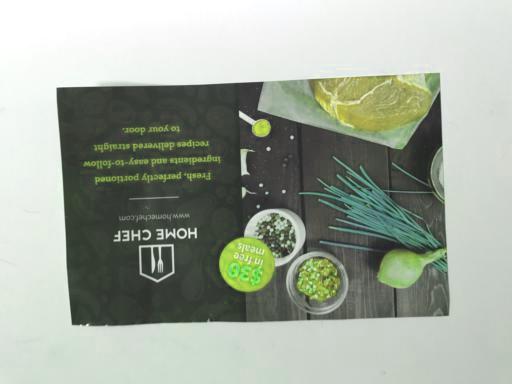 HOME CHEF
www.homechef.com
Fresh, perfectly portioned
ingredients and easy-to-follow
recipes delivered straight
to your door.
$30
in free
meals